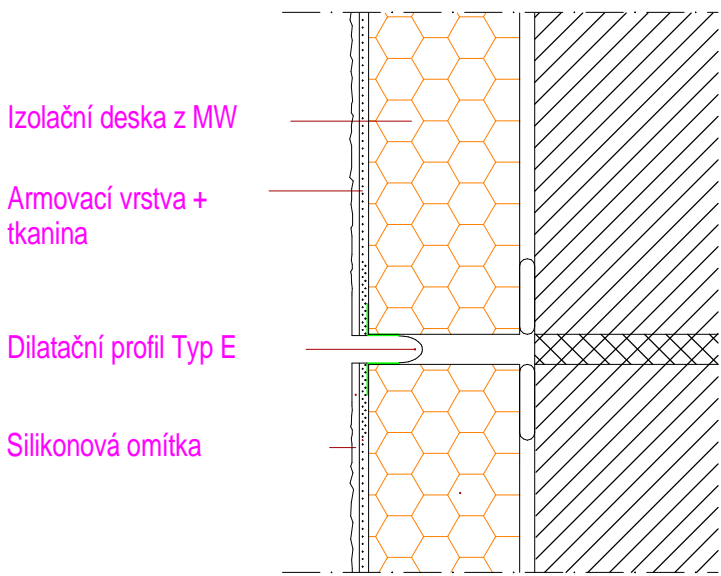 Izolační deska z MW
Armovací vrstva +
tkanina
Dilatační profil Typ E
Silikonová omítka